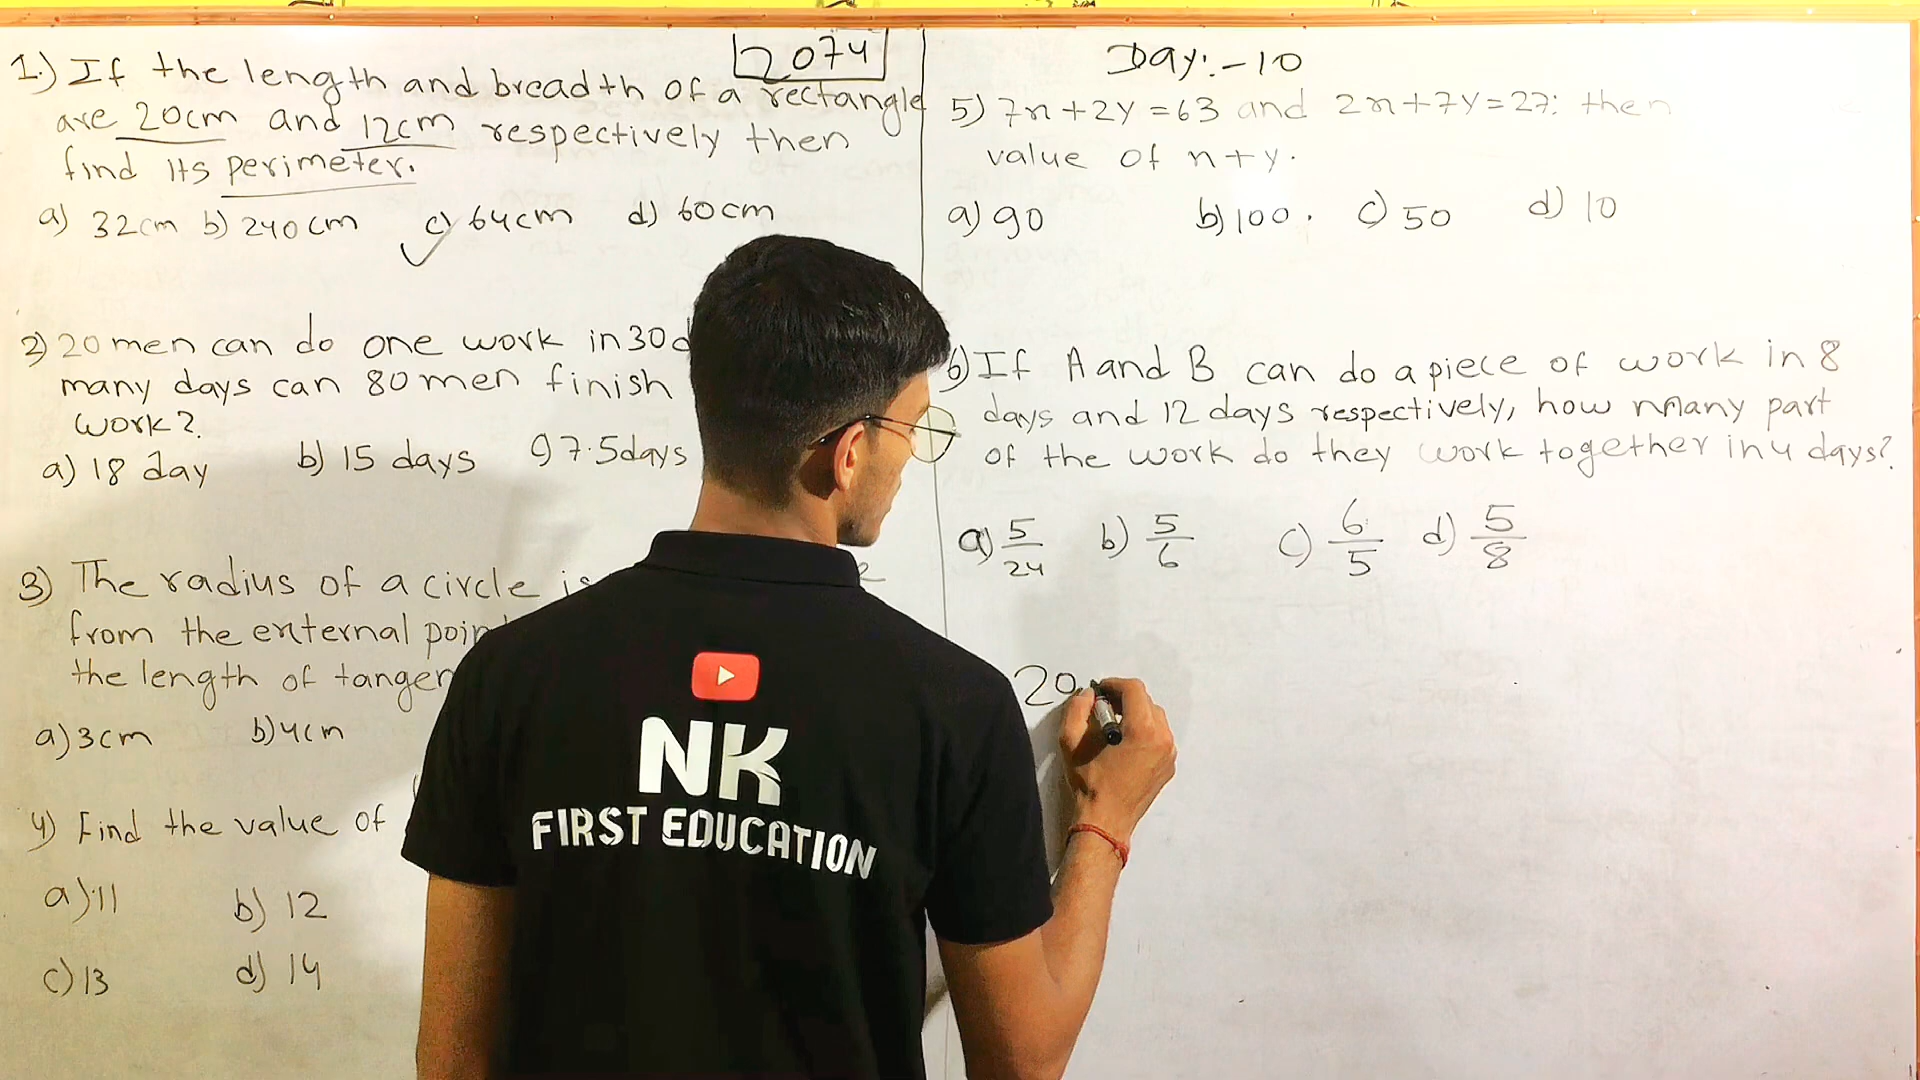 2074
1.) If the length and breadth of a rectangle
are 20cm and 12cm respectively then
find its perimeter.
a) 32cm b) 240cm c) 64cm d) 60cm
2) 20 men can do one work in 30
many days can 80 men finish
work?
a) 18 day b) 15 days c) 7.5days
3) The radius of a circle is
from the external
the length of
a) 3cm b) 4cm
4) Find the value of
a) 11 b) 12
c) 13 d) 14
Day:-10
5) 7x+2y=63 and 2x+7y=27: then
value of x+y.
a) 90 b) 100. c) 50 d) 10
6) If A and B can do a piece of work in 8
days and 12 days respectively, how many part
of the work do they work together in 4 days?
a) 5/24 b) 5/6 c) 6/5 d) 5/8
20
NK
FIRST EDUCATION